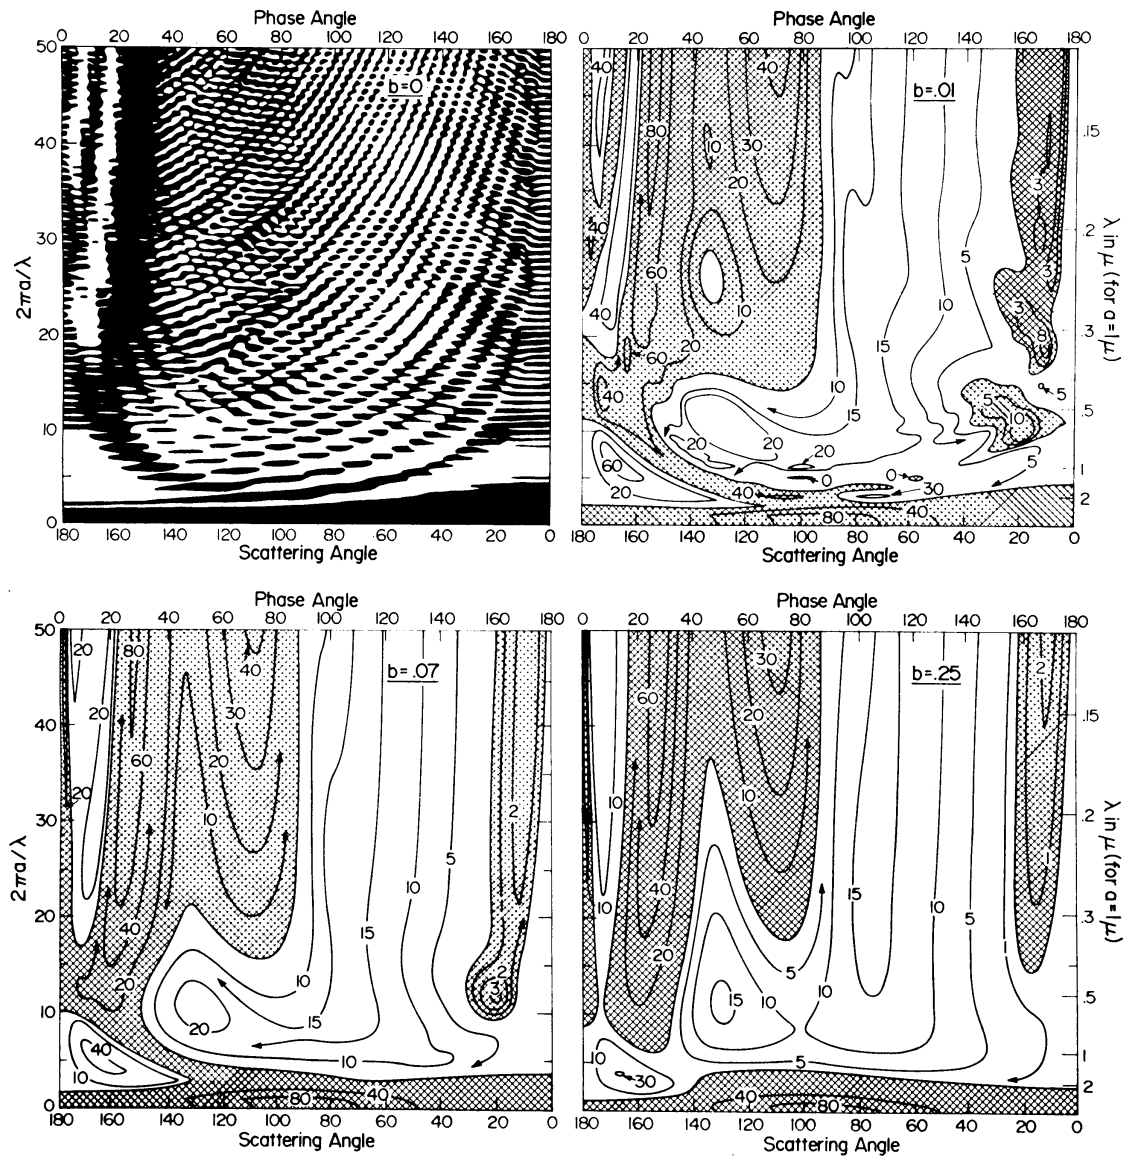 Phase Angle
0 20 40 60 80 100 120 140 160 180
50
40
30
20
10
0
2πa/λ
b=0
180 160 140 120 100 80 60 40 20 0
Scattering Angle
Phase Angle
0 20 40 60 80 100 120 140 160 180
b=.01
40 80 40 10 30 20 40 60 40 10 20 60 40 15 10 5 3 3 3 8 5 5 10
10 15 20 20 20 0 0 30 5 60 20 40 40 80
.15
.2
.3
.5
1
2
λ in μ (for a=1μ)
180 160 140 120 100 80 60 40 20 0
Scattering Angle
Phase Angle
0 20 40 60 80 100 120 140 160 180
50
40
30
20
10
0
2πa/λ
b=.07
20 80 40 20 30 60 20 20 10 2 5 10 15 40 20 10 2 3 20 15 40 10 10 40 80
180 160 140 120 100 80 60 40 20 0
Scattering Angle
Phase Angle
0 20 40 60 80 100 120 140 160 180
b=.25
30 2 60 20 10 10 40 15 10 5 1 1 10 20 5 15 10 10 10 30 5 40 80
.15
.2
.3
.5
1
2
λ in μ (for a=1μ)
180 160 140 120 100 80 60 40 20 0
Scattering Angle